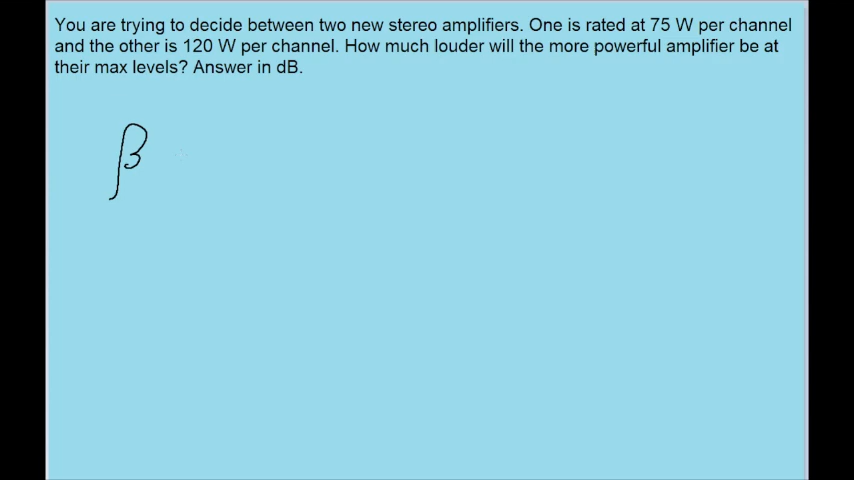 You are trying to decide between two new stereo amplifiers. One is rated at 75 W per channel
and the other is 120 W per channel. How much louder will the more powerful amplifier be at
their max levels? Answer in dB.
β